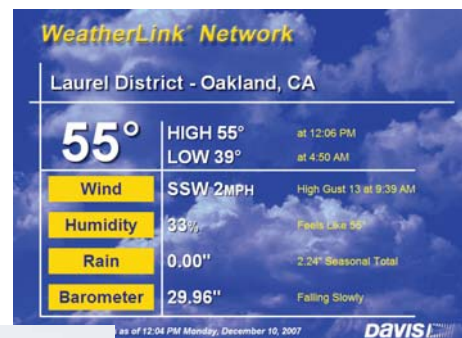 WeatherLink® Network
Laurel District - Oakland, CA
55°
HIGH 55° at 12:06 PM
LOW 39° at 4:50 AM
Wind SSW 2MPH High Gust 13 at 9:39 AM
Humidity 33% Feels Like 56°
Rain 0.00" 2.24" Seasonal Total
Barometer 29.96" Falling Slowly
as of 12:04 PM Monday, December 10, 2007
DAVIS